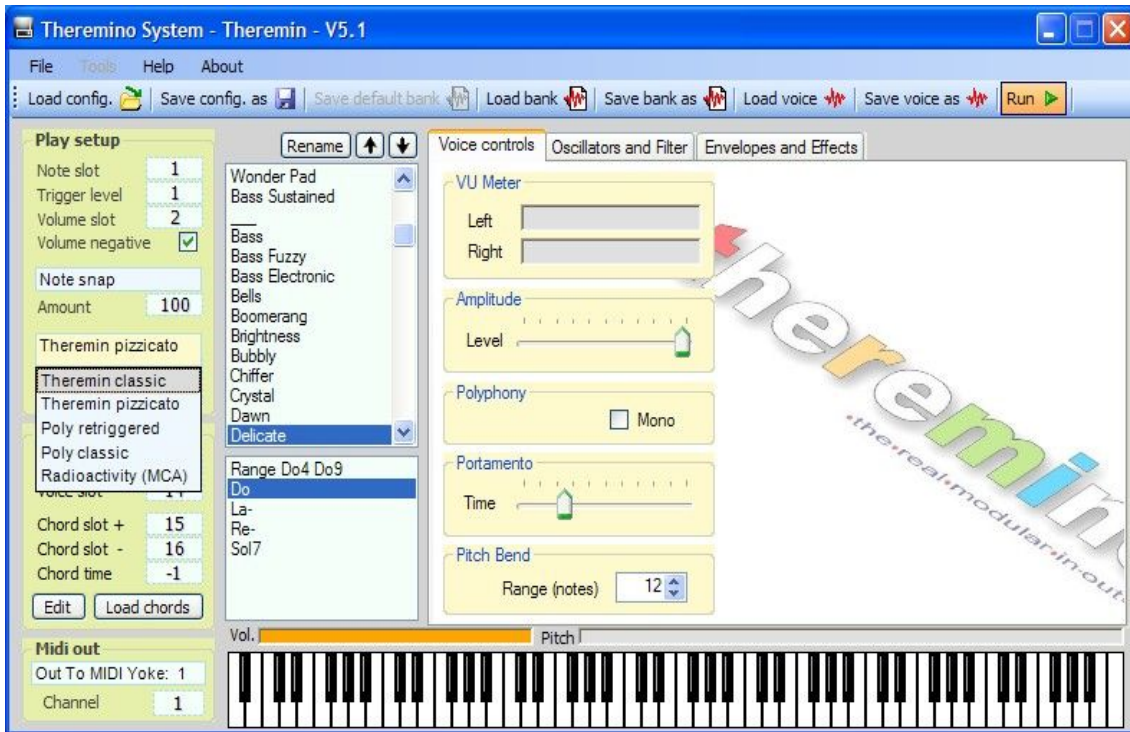 Theremino System - Theremin - V5.1
File Tools Help About
Load config. Save config. as Save default bank Load bank Save bank as Load voice Save voice as Run
Play setup
Note slot 1
Trigger level 1
Volume slot 2
Volume negative
Note snap
Amount 100
Theremin pizzicato
Theremin classic
Theremin pizzicato
Poly retriggered
Poly classic
Radioactivity (MCA)
Voice slot 14
Chord slot + 15
Chord slot - 16
Chord time -1
Edit Load chords
Midi out
Out To MIDI Yoke: 1
Channel 1
Rename
Wonder Pad
Bass Sustained
___
Bass
Bass Fuzzy
Bass Electronic
Bells
Boomerang
Brightness
Bubbly
Chiffer
Crystal
Dawn
Delicate
Range Do4 Do9
Do
La-
Re-
Sol7
Voice controls Oscillators and Filter Envelopes and Effects
VU Meter
Left
Right
Amplitude
Level
Polyphony
Mono
Portamento
Time
Pitch Bend
Range (notes) 12
theremino
•the•real•modular•in-out•
Vol. Pitch